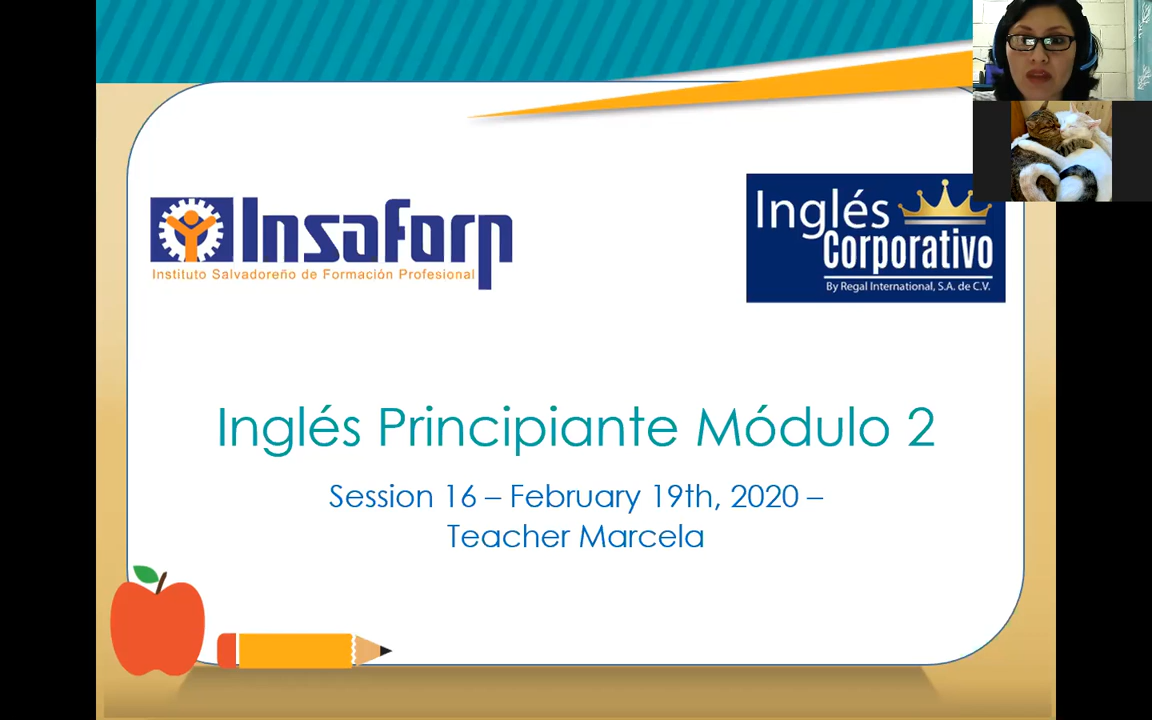 Insaforp
Instituto Salvadoreño de Formación Profesional
Inglés
Corporativo
By Regal International, S.A. de C.V.
Inglés Principiante Módulo 2
Session 16 – February 19th, 2020 –
Teacher Marcela